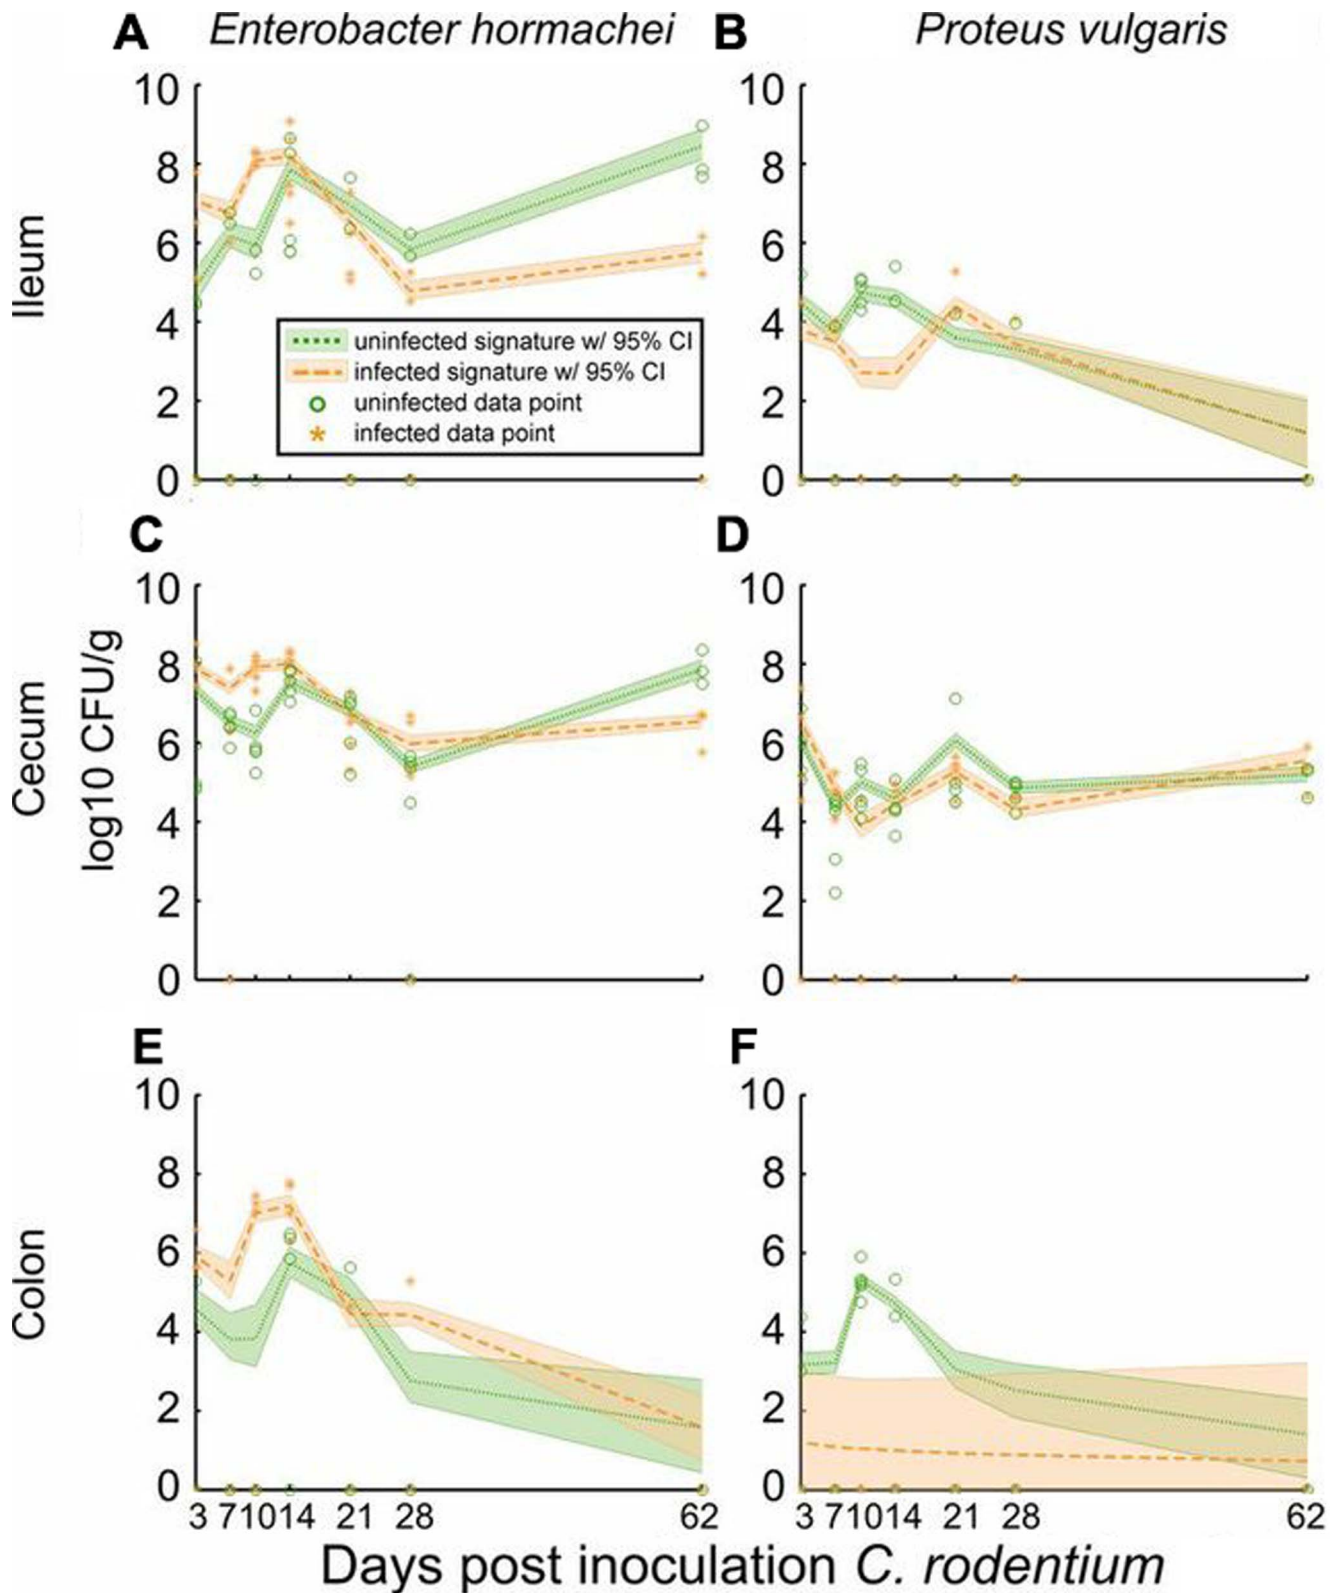 A Enterobacter hormachei B Proteus vulgaris
10
8
6
4
2
0
Ileum
uninfected signature w/ 95% CI
infected signature w/ 95% CI
uninfected data point
infected data point
10
8
6
4
2
0
C D
10
8
6
4
2
0
Cecum
log10 CFU/g
10
8
6
4
2
0
E F
10
8
6
4
2
0
Colon
3 7 10 14 21 28 62
10
8
6
4
2
0
3 7 10 14 21 28 62
Days post inoculation C. rodentium